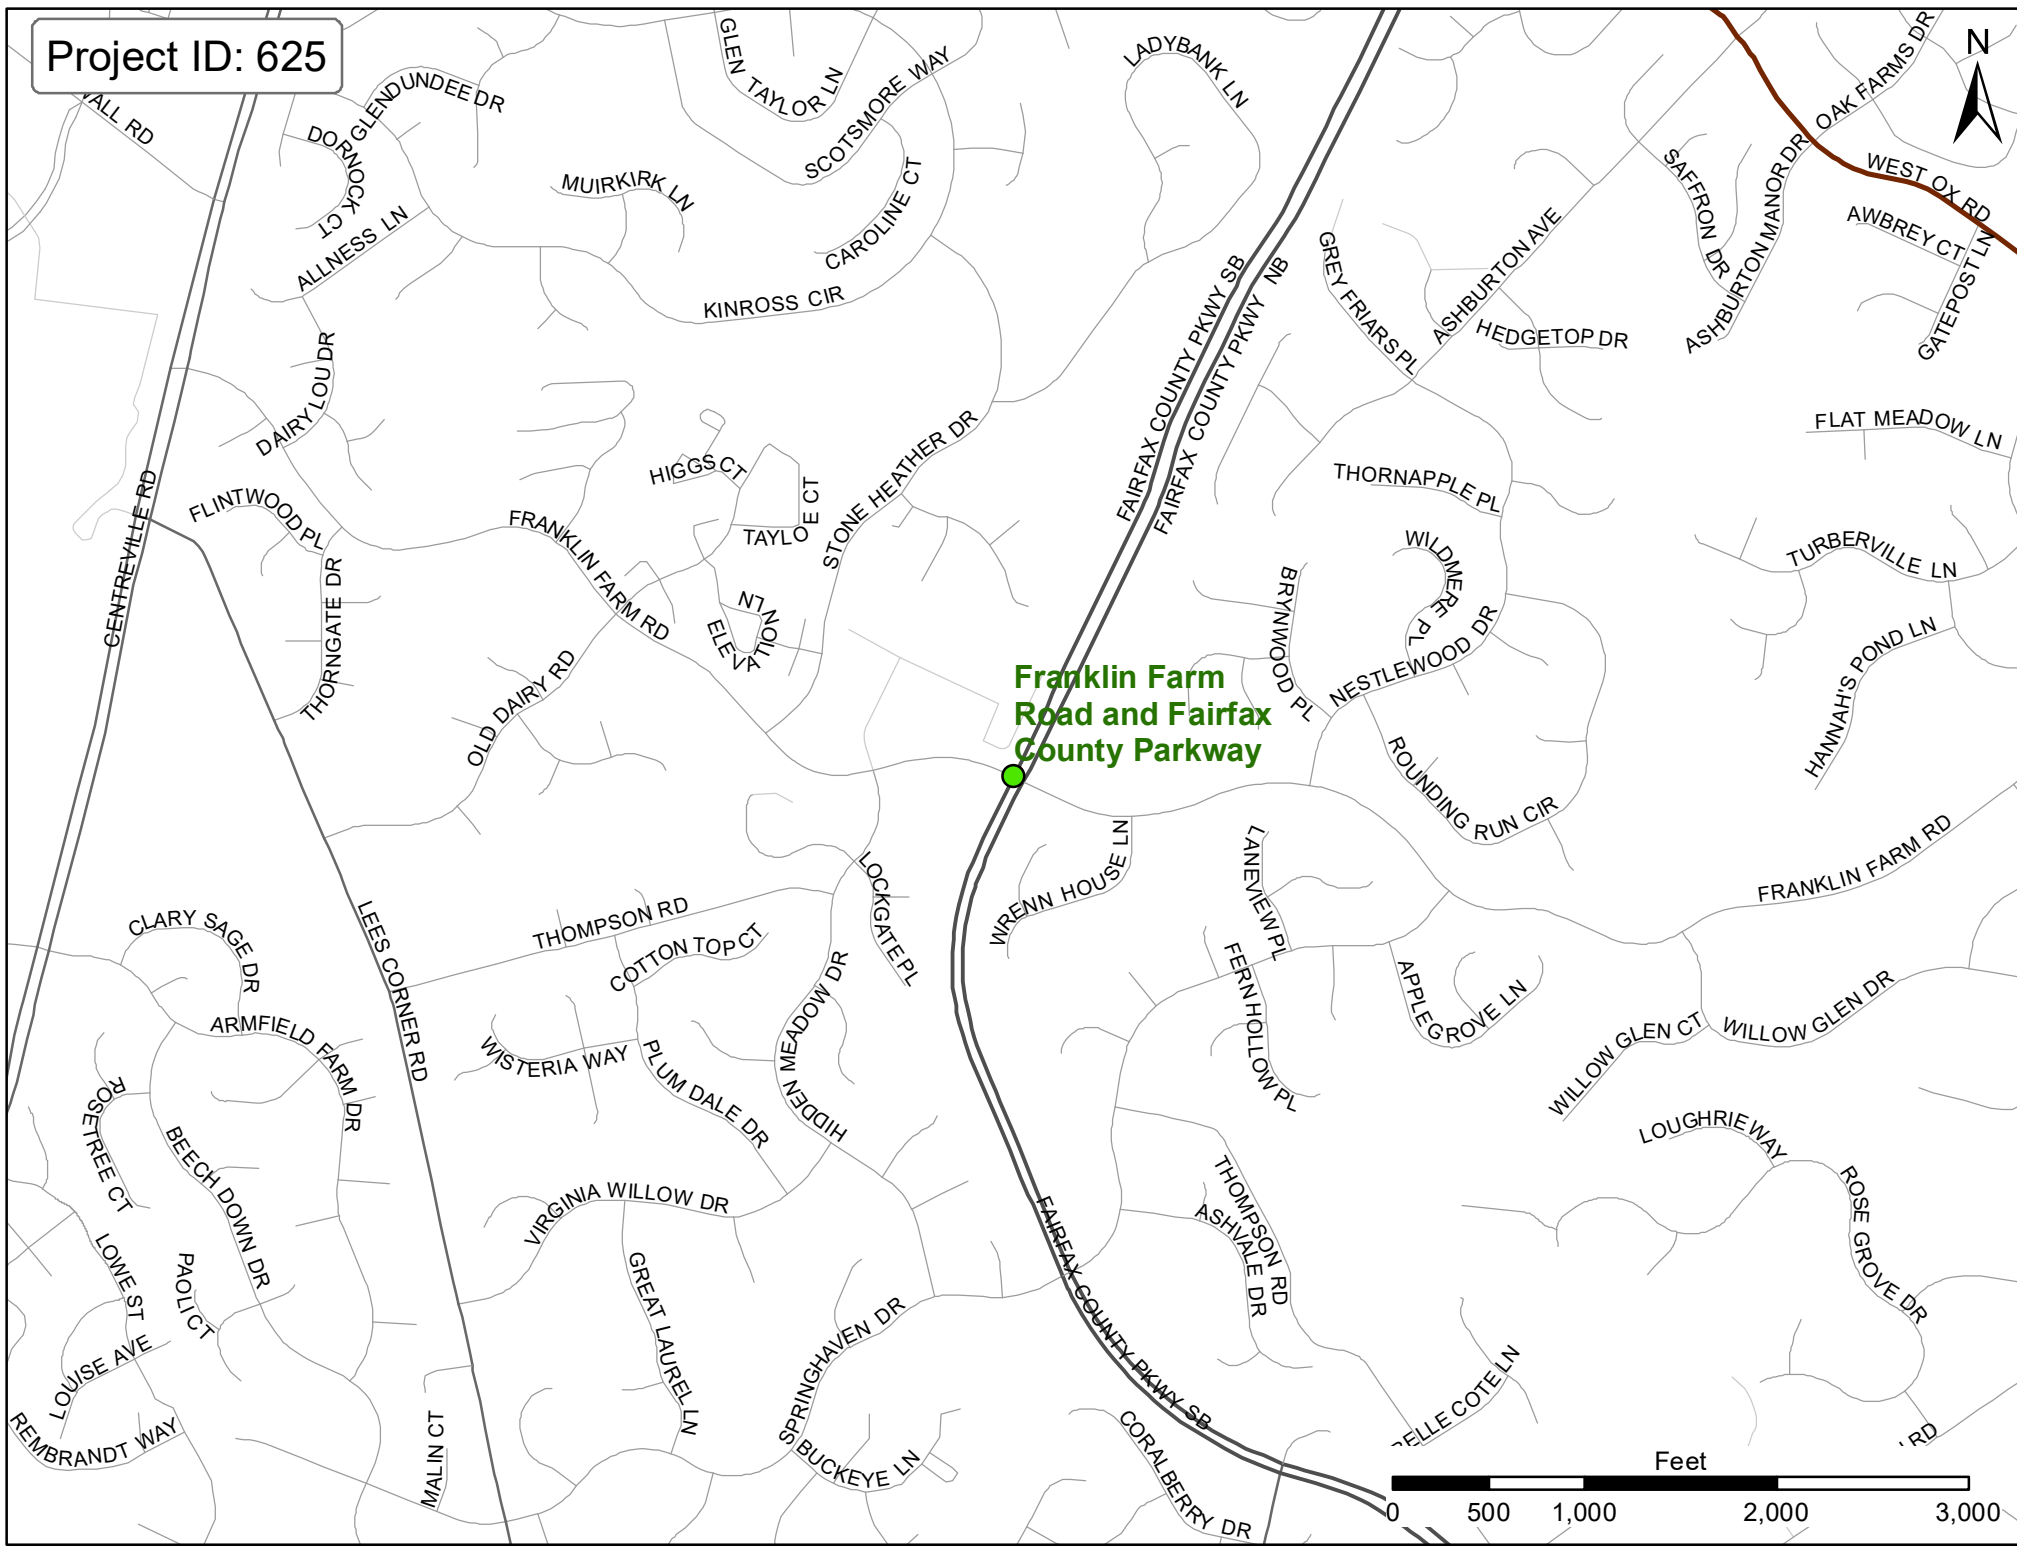 Project ID: 625
N
GLEN TAYLOR LN
SCOTSMORE WAY
LADYBANK LN
OAK FARMS DR
GLENDUNDEE DR
DORNOCK CT
ALLNESS LN
MUIRKIRK LN
CAROLINE CT
KINROSS CIR
WEST OX RD
SAFFRON DR
ASHBURTON MANOR DR
AWBREY CT
GATEPOST LN
ASHBURTON AVE
GREY FRIARS PL
HEDGETOP DR
FAIRFAX COUNTY PKWY SB
FAIRFAX COUNTY PKWY NB
DAIRY LOU DR
FLAT MEADOW LN
STONE HEATHER DR
HIGGS CT
TAYLOE CT
THORNAPPLE PL
CENTREVILLE RD
FLINTWOOD PL
FRANKLIN FARM RD
WILDMERE PL
TURBERVILLE LN
THORNGATE DR
ELEVATION LN
BRYNWOOD PL
NESTLEWOOD DR
HANNAH'S POND LN
OLD DAIRY RD
Franklin Farm
Road and Fairfax
County Parkway
ROUNDING RUN CIR
FRANKLIN FARM RD
WRENN HOUSE LN
LANEVIEW PL
LOCKGATE PL
CLARY SAGE DR
LEES CORNER RD
THOMPSON RD
COTTON TOP CT
HIDDEN MEADOW DR
FERN HOLLOW PL
APPLEGROVE LN
WILLOW GLEN CT
WILLOW GLEN DR
ARMFIELD FARM DR
WISTERIA WAY
PLUM DALE DR
ROSETREE CT
BEECH DOWN DR
LOUGHRIE WAY
ROSE GROVE DR
VIRGINIA WILLOW DR
THOMPSON RD
ASHVALE DR
FAIRFAX COUNTY PKWY SB
LOWE ST
PAOLI CT
GREAT LAUREL LN
SPRINGHAVEN DR
LOUISE AVE
REMBRANDT WAY
MALIN CT
BUCKEYE LN
CORALBERRY DR
BELLE COTE LN
RD
Feet
0 500 1,000 2,000 3,000